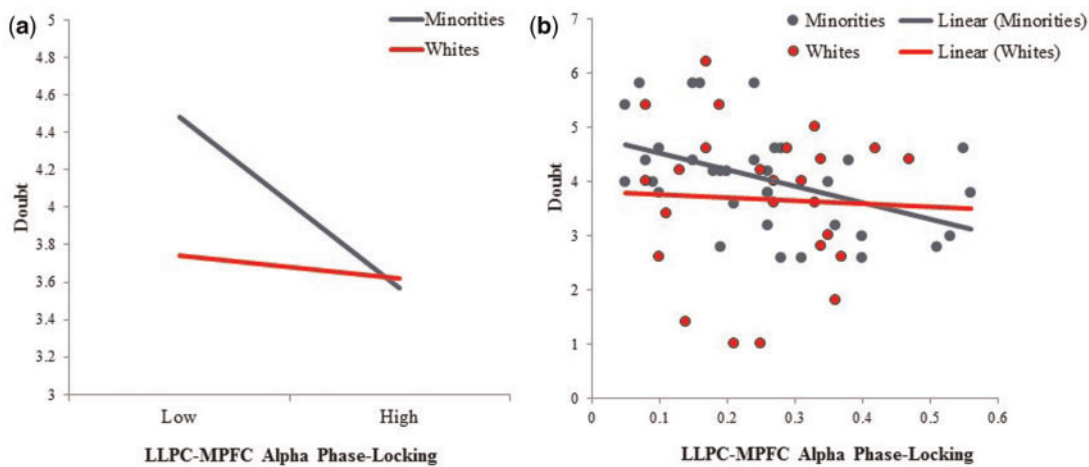 (a)
Minorities
Whites
5
4.8
4.6
4.4
4.2
4
3.8
3.6
3.4
3.2
3
Doubt
Low High
LLPC-MPFC Alpha Phase-Locking
(b)
Minorities Linear (Minorities)
Whites Linear (Whites)
7
6
5
4
3
2
1
0
Doubt
0 0.1 0.2 0.3 0.4 0.5 0.6
LLPC-MPFC Alpha Phase-Locking